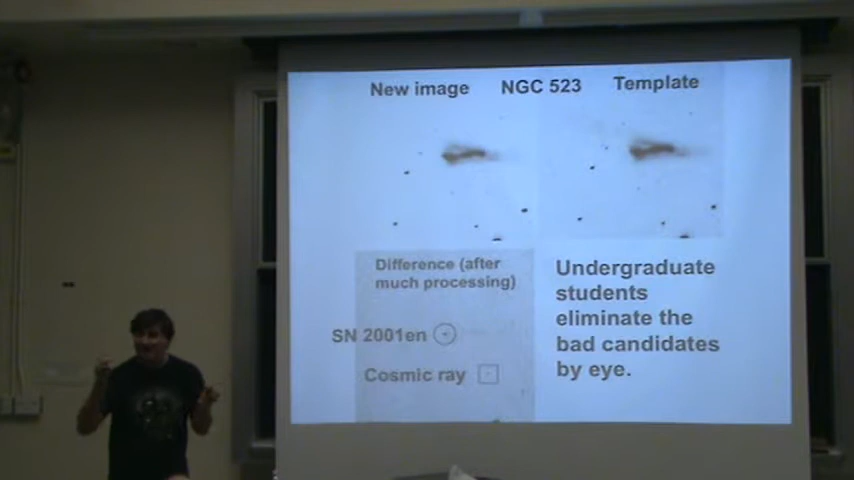 New image NGC 523 Template
Difference (after
much processing)
SN 2001en
Cosmic ray
Undergraduate
students
eliminate the
bad candidates
by eye.